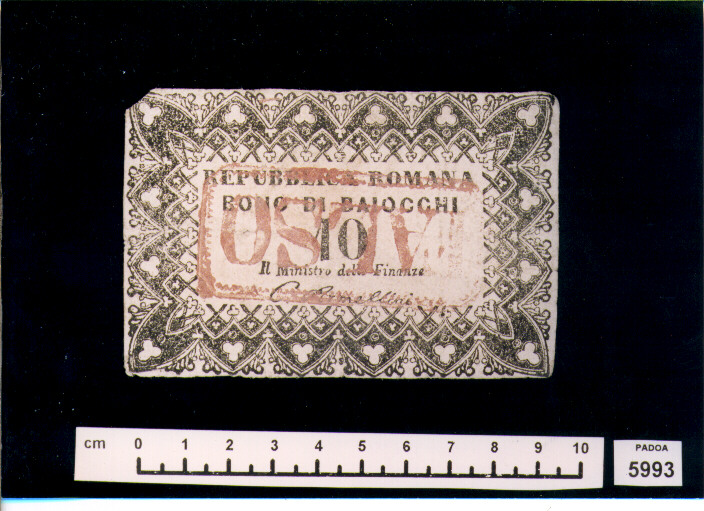 REPUBBLICA ROMANA
BONO DI BAIOCCHI
10
Il Ministro delle Finanze
cm 0 1 2 3 4 5 6 7 8 9 10
PADOA
5993